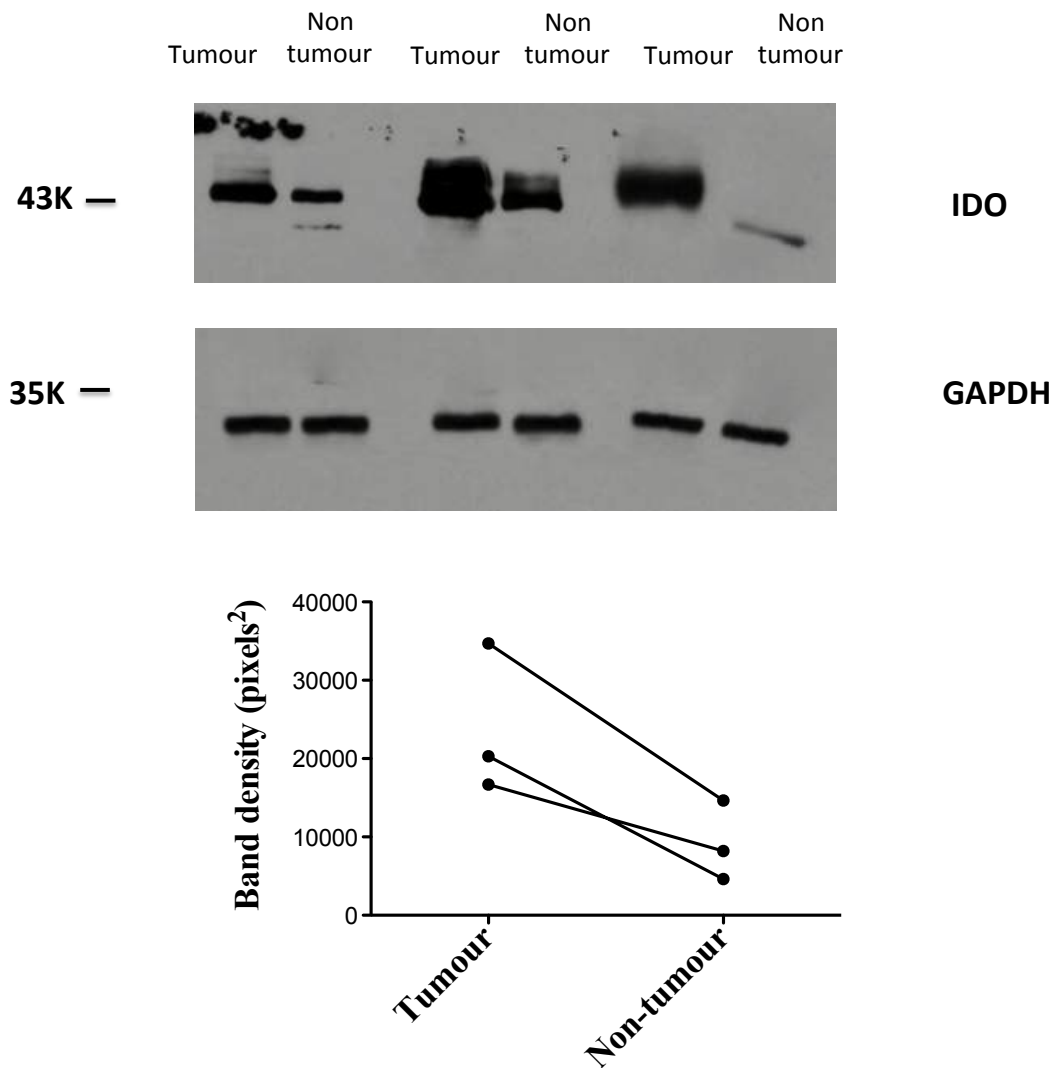 Tumour Non tumour Tumour Non tumour Tumour Non tumour
43K
IDO
35K
GAPDH
Band density (pixels²)
40000
30000
20000
10000
0
Tumour
Non-tumour